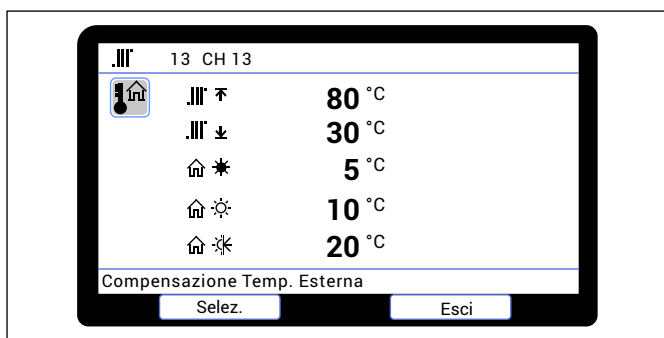 13 CH 13
80 °C
30 °C
5 °C
10 °C
20 °C
Compensazione Temp. Esterna
Selez. Esci